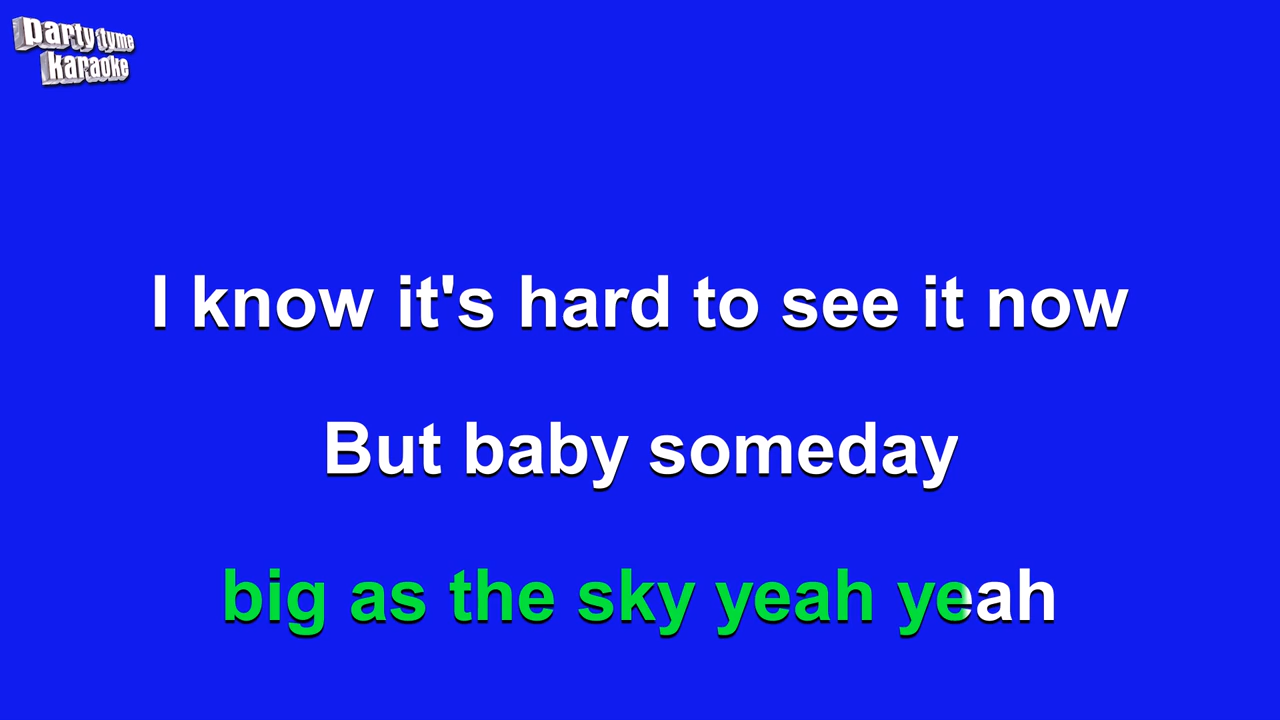 party tyme
karaoke
I know it's hard to see it now
But baby someday
big as the sky yeah yeah